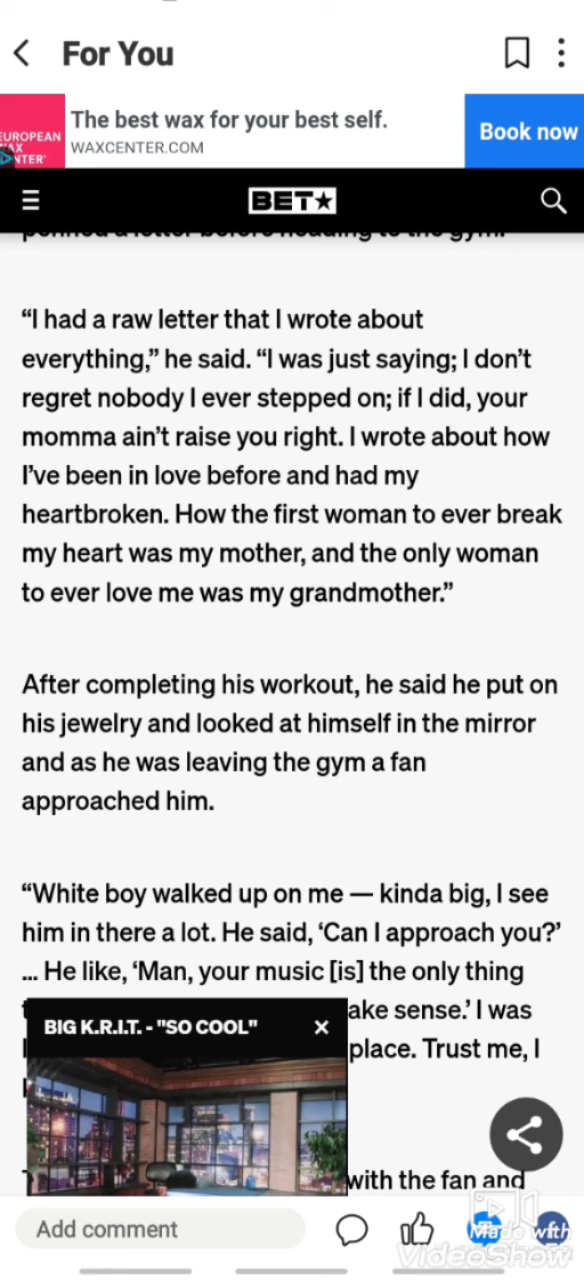 For You
The best wax for your best self.
WAXCENTER.COM
EUROPEAN
WAX
Book now
BET★
penned a letter before heading to the gym.
“I had a raw letter that I wrote about
everything,” he said. “I was just saying; I don’t
regret nobody I ever stepped on; if I did, your
momma ain’t raise you right. I wrote about how
I’ve been in love before and had my
heartbroken. How the first woman to ever break
my heart was my mother, and the only woman
to ever love me was my grandmother.”
After completing his workout, he said he put on
his jewelry and looked at himself in the mirror
and as he was leaving the gym a fan
approached him.
“White boy walked up on me — kinda big, I see
him in there a lot. He said, ‘Can I approach you?’
... He like, ‘Man, your music [is] the only thing
ake sense.’ I was
place. Trust me, I
BIG K.R.I.T. - "SO COOL"
with the fan and
Add comment
Made with
VideoShow